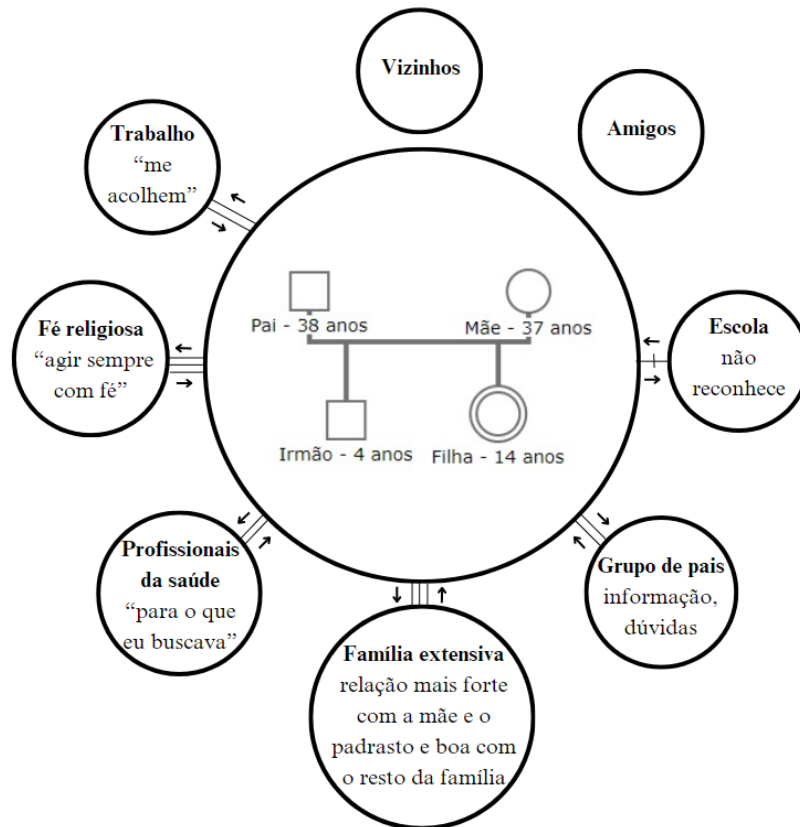 Vizinhos
Amigos
Trabalho
“me
acolhem”
Pai - 38 anos
Mãe - 37 anos
Fé religiosa
“agir sempre
com fé”
Escola
não
reconhece
Irmão - 4 anos
Filha - 14 anos
Profissionais
da saúde
“para o que
eu buscava”
Grupo de pais
informação,
dúvidas
Família extensiva
relação mais forte
com a mãe e o
padrasto e boa com
o resto da família